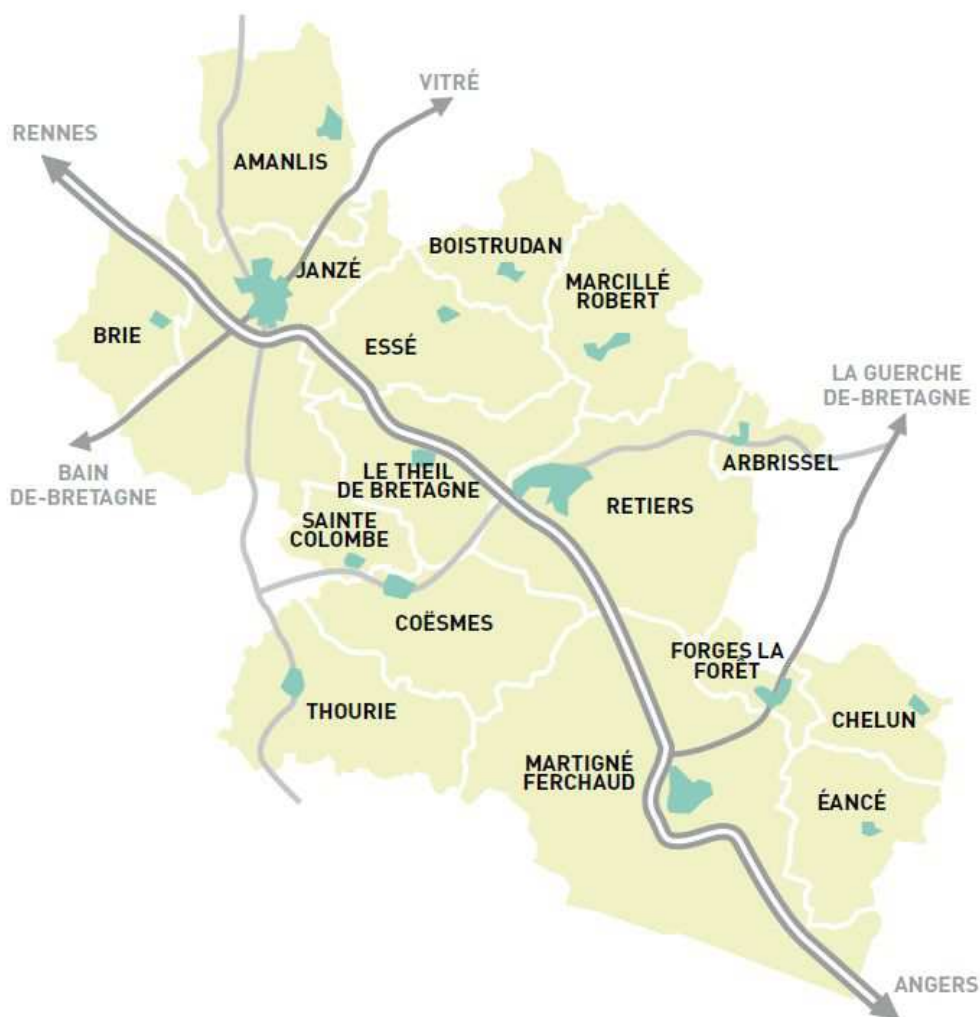 VITRÉ
RENNES
AMANLIS
BOISTRUDAN
JANZÉ
MARCILLÉ
ROBERT
BRIE
ESSÉ
LA GUERCHE
DE-BRETAGNE
BAIN
DE-BRETAGNE
LE THEIL
DE BRETAGNE
ARBRISSEL
RETIERS
SAINTE
COLOMBE
COËSMES
FORGES LA
FORÊT
THOURIE
CHELUN
MARTIGNÉ
FERCHAUD
ÉANCÉ
ANGERS